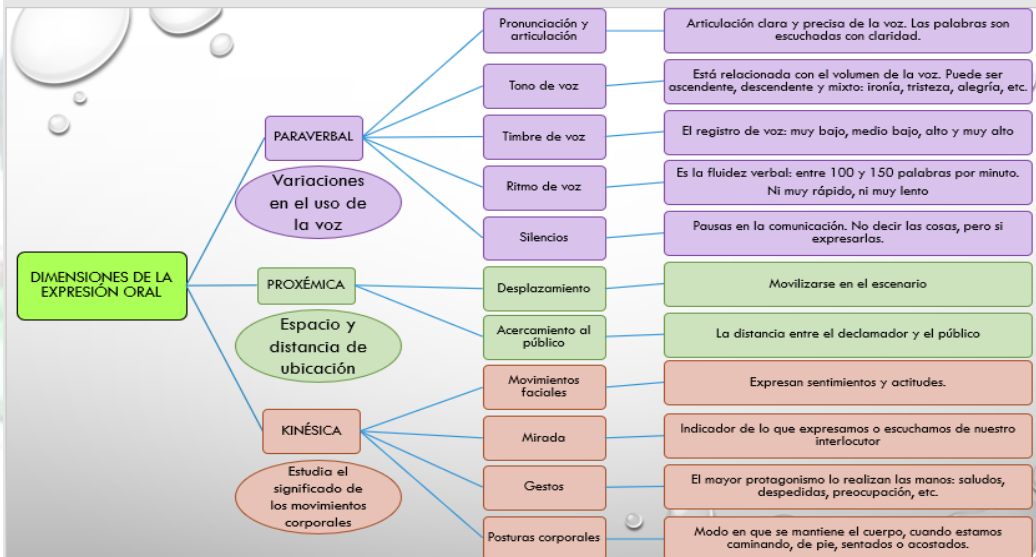 DIMENSIONES DE LA
EXPRESIÓN ORAL
PARAVERBAL
Variaciones
en el uso de
la voz
Pronunciación y
articulación
Articulación clara y precisa de la voz. Las palabras son
escuchadas con claridad.
Tono de voz
Está relacionada con el volumen de la voz. Puede ser
ascendente, descendente y mixto: ironía, tristeza, alegría, etc.
Timbre de voz
El registro de voz: muy bajo, medio bajo, alto y muy alto
Ritmo de voz
Es la fluidez verbal: entre 100 y 150 palabras por minuto.
Ni muy rápido, ni muy lento
Silencios
Pausas en la comunicación. No decir las cosas, pero si
expresarlas.
PROXÉMICA
Espacio y
distancia de
ubicación
Desplazamiento
Movilizarse en el escenario
Acercamiento al
público
La distancia entre el declamador y el público
KINÉSICA
Estudia el
significado de
los movimientos
corporales
Movimientos
faciales
Expresan sentimientos y actitudes.
Mirada
Indicador de lo que expresamos o escuchamos de nuestro
interlocutor
Gestos
El mayor protagonismo lo realizan las manos: saludos,
despedidas, preocupación, etc.
Posturas corporales
Modo en que se mantiene el cuerpo, cuando estamos
caminando, de pie, sentados o acostados.